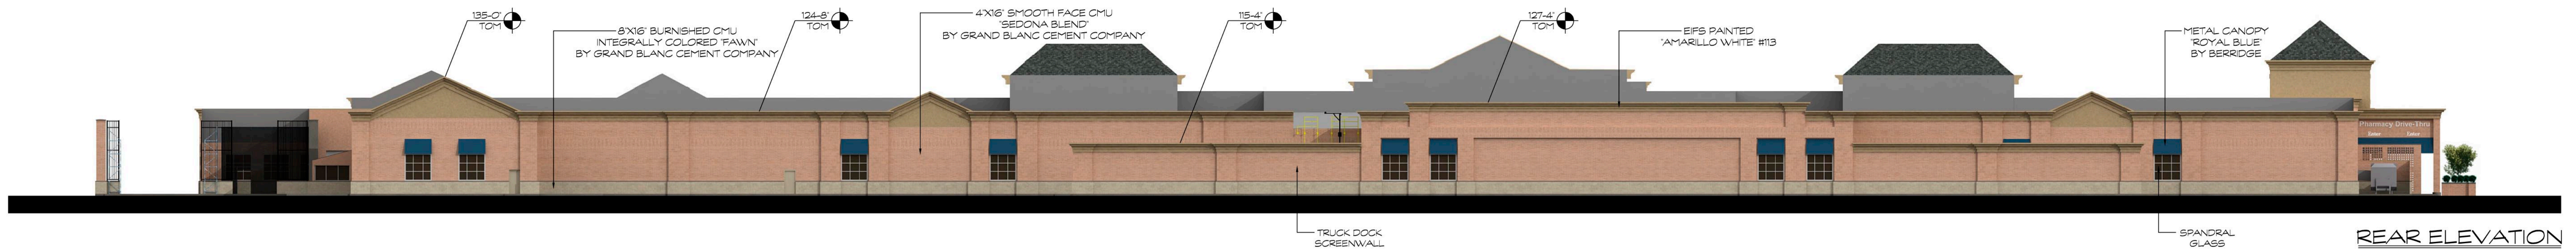 135-0"
TOM
8"X16" BURNISHED CMU
INTEGRALLY COLORED "FAWN"
BY GRAND BLANC CEMENT COMPANY
124-8"
TOM
4"X16" SMOOTH FACE CMU
"SEDONA BLEND"
BY GRAND BLANC CEMENT COMPANY
115-4"
TOM
127-4"
TOM
EIFS PAINTED
"AMARILLO WHITE" #113
METAL CANOPY
"ROYAL BLUE"
BY BERRIDGE
Pharmacy Drive-Thru
TRUCK DOCK
SCREENWALL
SPANDRAL
GLASS
REAR ELEVATION